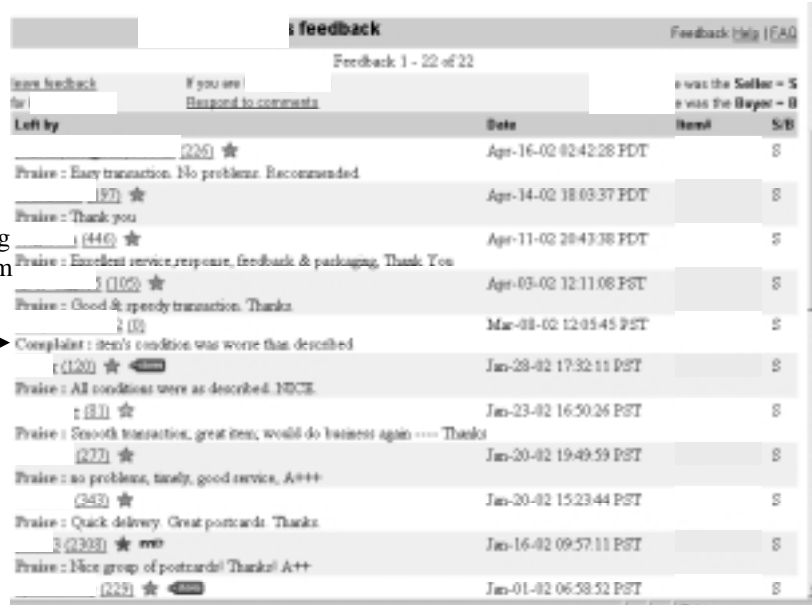 s feedback
Feedback Help | FAQ
Feedback 1 - 22 of 22
leave feedback If you are e was the Seller = S
for Respond to comments e was the Buyer = B
Left by Date Item# S/B
(226) Apr-16-02 02:42:28 PDT S
Praise : Easy transaction. No problems. Recommended.
197) Apr-14-02 18:03:37 PDT S
Praise : Thank you
g
(446) Apr-11-02 20:43:38 PDT S
Praise : Excellent service,response, feedback & packaging, Thank You
m
5 (105) Apr-03-02 12:11:08 PST S
Praise : Good & speedy transaction. Thanks.
2 (0) Mar-08-02 12:05:45 PST S
Complaint : item's condition was worse than described
r (120) Jan-28-02 17:32:11 PST S
Praise : All conditions were as described. NICE.
r (81) Jan-23-02 16:50:26 PST S
Praise : Smooth transaction; great item; would do business again ---- Thanks
(277) Jan-20-02 19:49:59 PST S
Praise : no problems, timely, good service, A+++
(343) Jan-20-02 15:23:44 PST S
Praise : Quick delivery. Great postcards. Thanks.
3 (2308) Jan-16-02 09:57:11 PST S
Praise : Nice group of postcards! Thanks! A++
(229) Jan-01-02 06:58:52 PST S